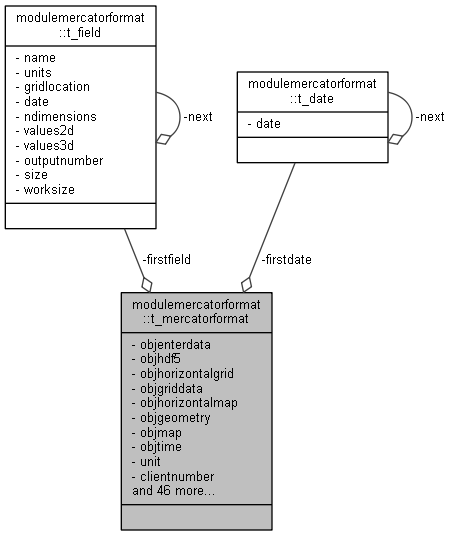 modulemercatorformat
::t_field
- name
- units
- gridlocation
- date
- ndimensions
- values2d
- values3d
- outputnumber
- size
- worksize
-next
modulemercatorformat
::t_date
- date
-next
-firstfield
-firstdate
modulemercatorformat
::t_mercatorformat
- objenterdata
- objhdf5
- objhorizontalgrid
- objgriddata
- objhorizontalmap
- objgeometry
- objmap
- objtime
- unit
- clientnumber
and 46 more...